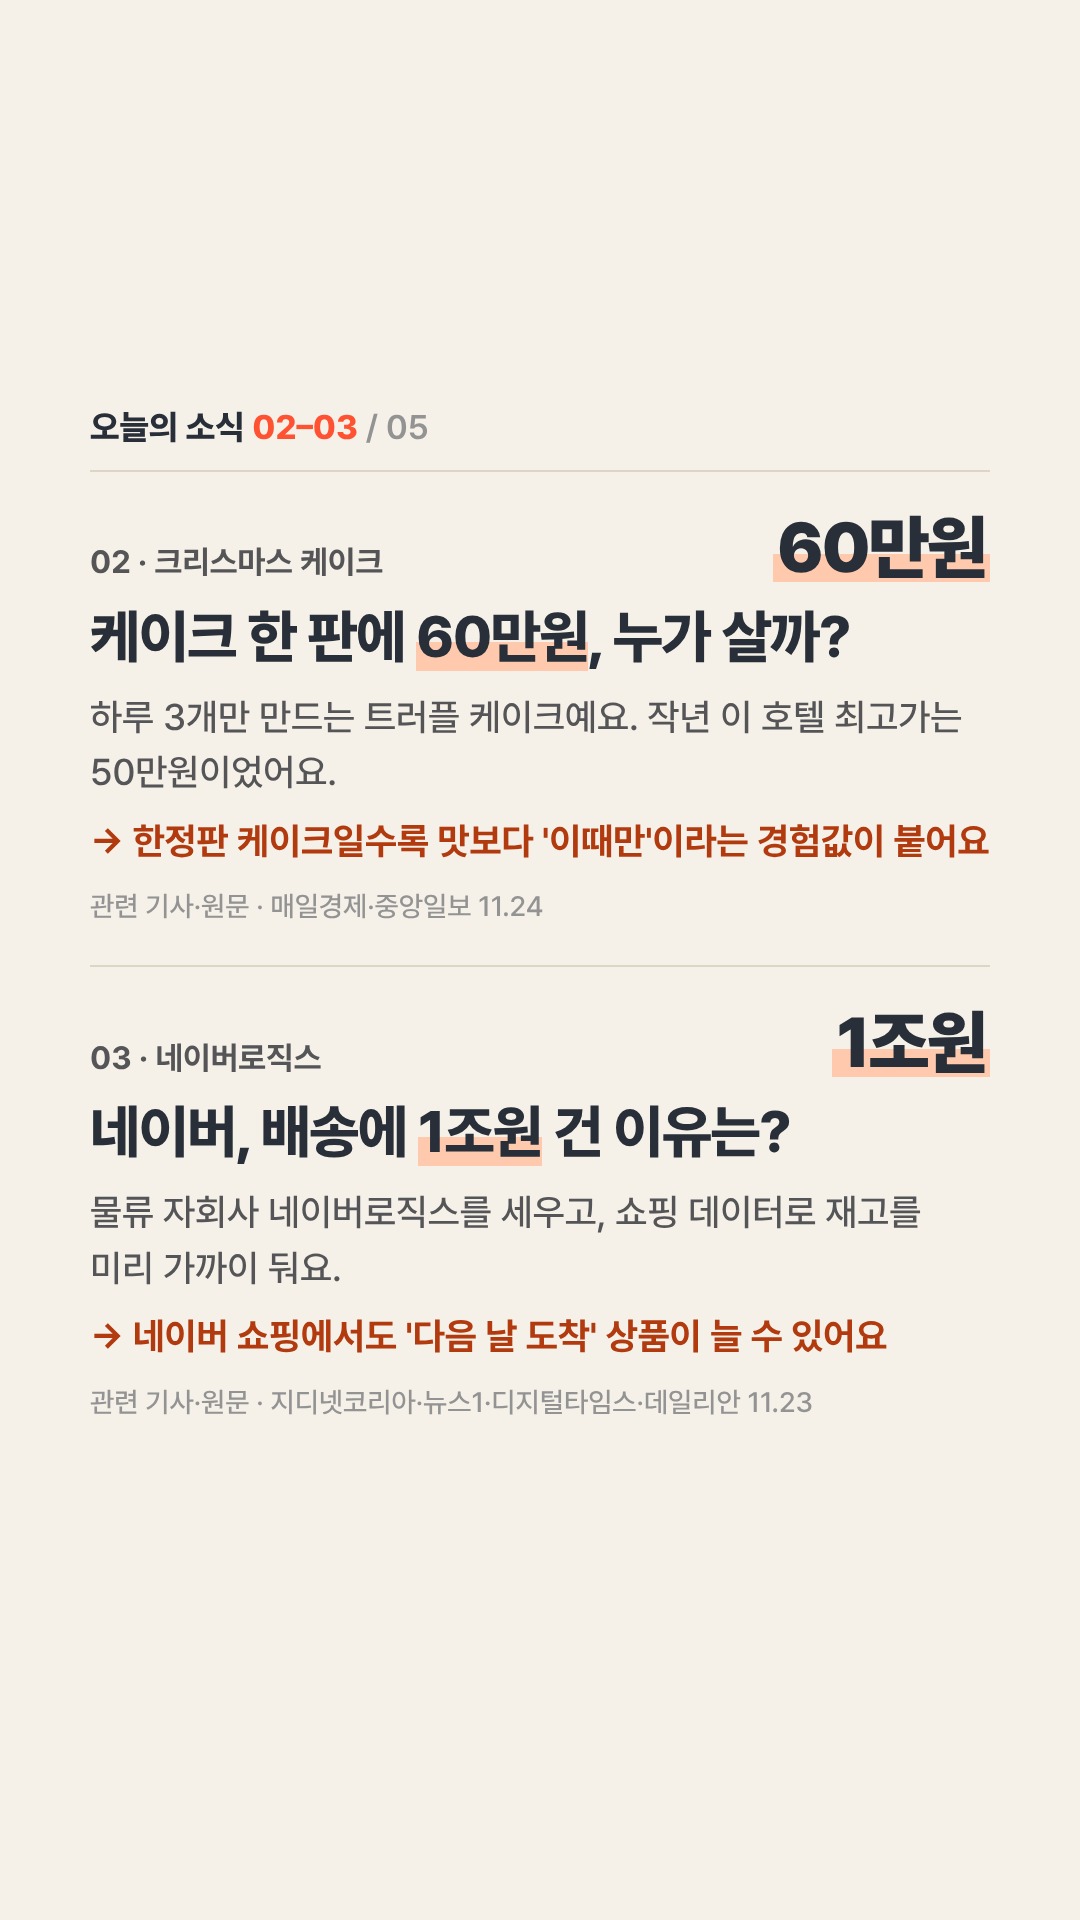 오늘의 소식 02–03 / 05
02 · 크리스마스 케이크
60만원
케이크 한 판에 60만원, 누가 살까?
하루 3개만 만드는 트러플 케이크예요. 작년 이 호텔 최고가는
50만원이었어요.
→ 한정판 케이크일수록 맛보다 '이때만'이라는 경험값이 붙어요
관련 기사·원문 · 매일경제·중앙일보 11.24
03 · 네이버로직스
1조원
네이버, 배송에 1조원 건 이유는?
물류 자회사 네이버로직스를 세우고, 쇼핑 데이터로 재고를
미리 가까이 둬요.
→ 네이버 쇼핑에서도 '다음 날 도착' 상품이 늘 수 있어요
관련 기사·원문 · 지디넷코리아·뉴스1·디지털타임스·데일리안 11.23